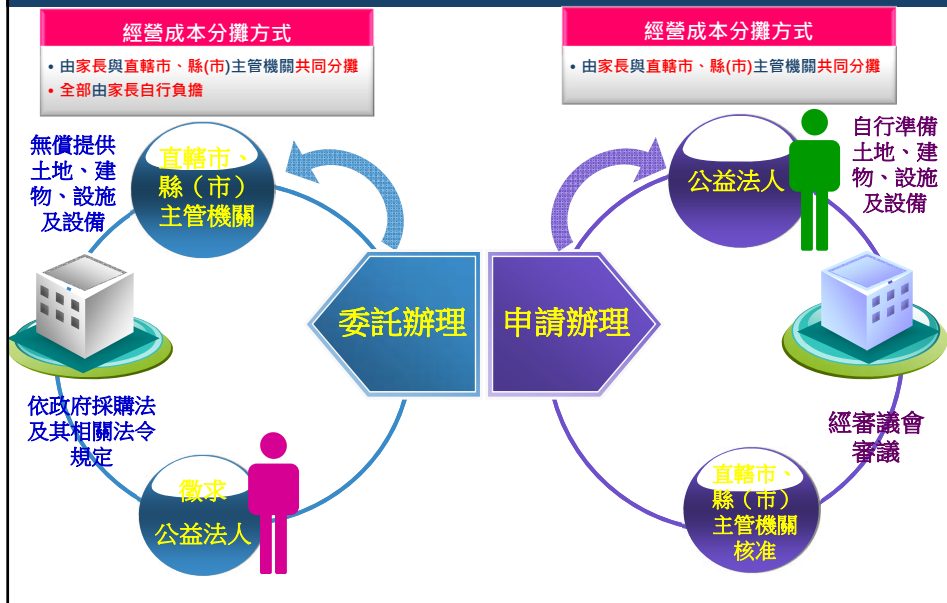 經營成本分攤方式
• 由家長與直轄市、縣(市)主管機關共同分攤
• 全部由家長自行負擔
經營成本分攤方式
• 由家長與直轄市、縣(市)主管機關共同分攤
無償提供
土地、建
物、設施
及設備
直轄市、
縣（市）
主管機關
公益法人
自行準備
土地、建
物、設施
及設備
委託辦理
申請辦理
依政府採購法
及其相關法令
規定
徵求
公益法人
經審議會
審議
直轄市、
縣（市）
主管機關
核准